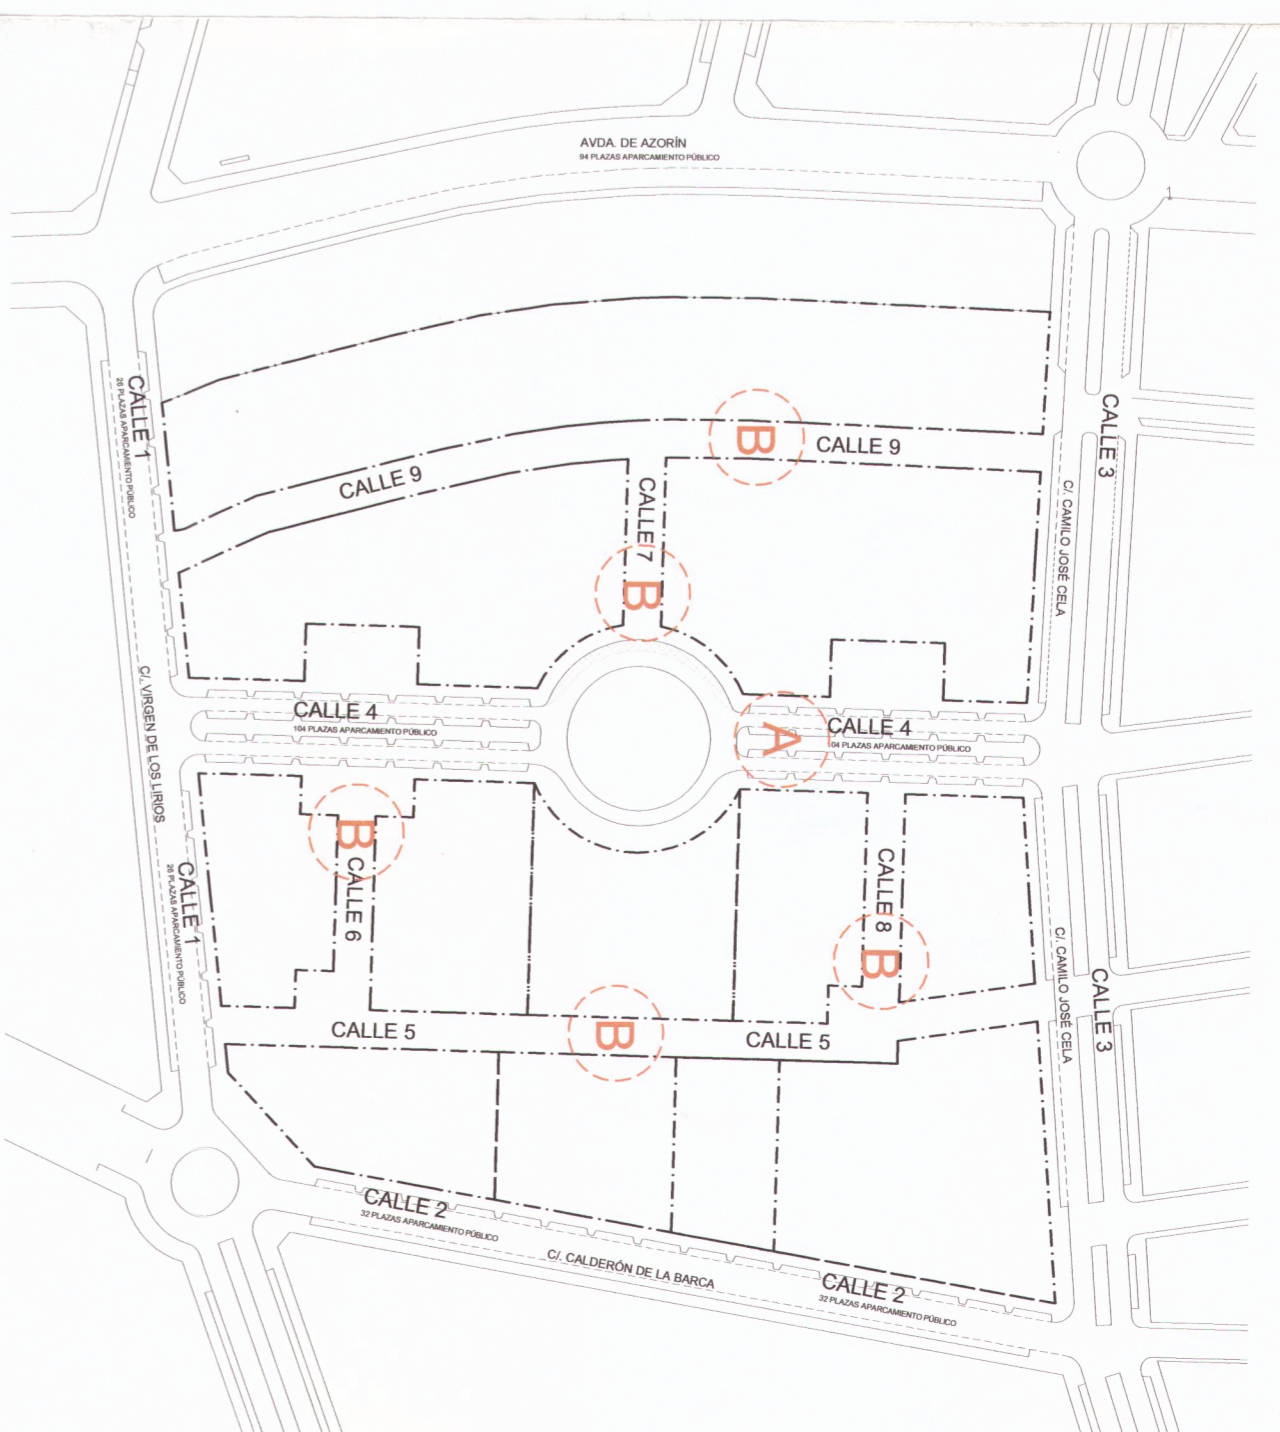 AVDA. DE AZORÍN
94 PLAZAS APARCAMIENTO PÚBLICO
1
CALLE 1
26 PLAZAS APARCAMIENTO PÚBLICO
CALLE 3
B
CALLE 9
CALLE 9
CALLE 7
C/. CAMILO JOSÉ CELA
B
C/. VIRGEN DE LOS LIRIOS
CALLE 4
104 PLAZAS APARCAMIENTO PÚBLICO
A
CALLE 4
104 PLAZAS APARCAMIENTO PÚBLICO
B
CALLE 6
CALLE 8
CALLE 1
26 PLAZAS APARCAMIENTO PÚBLICO
B
C/. CAMILO JOSÉ CELA
CALLE 3
CALLE 5
B
CALLE 5
CALLE 2
32 PLAZAS APARCAMIENTO PÚBLICO
C/. CALDERÓN DE LA BARCA
CALLE 2
32 PLAZAS APARCAMIENTO PÚBLICO